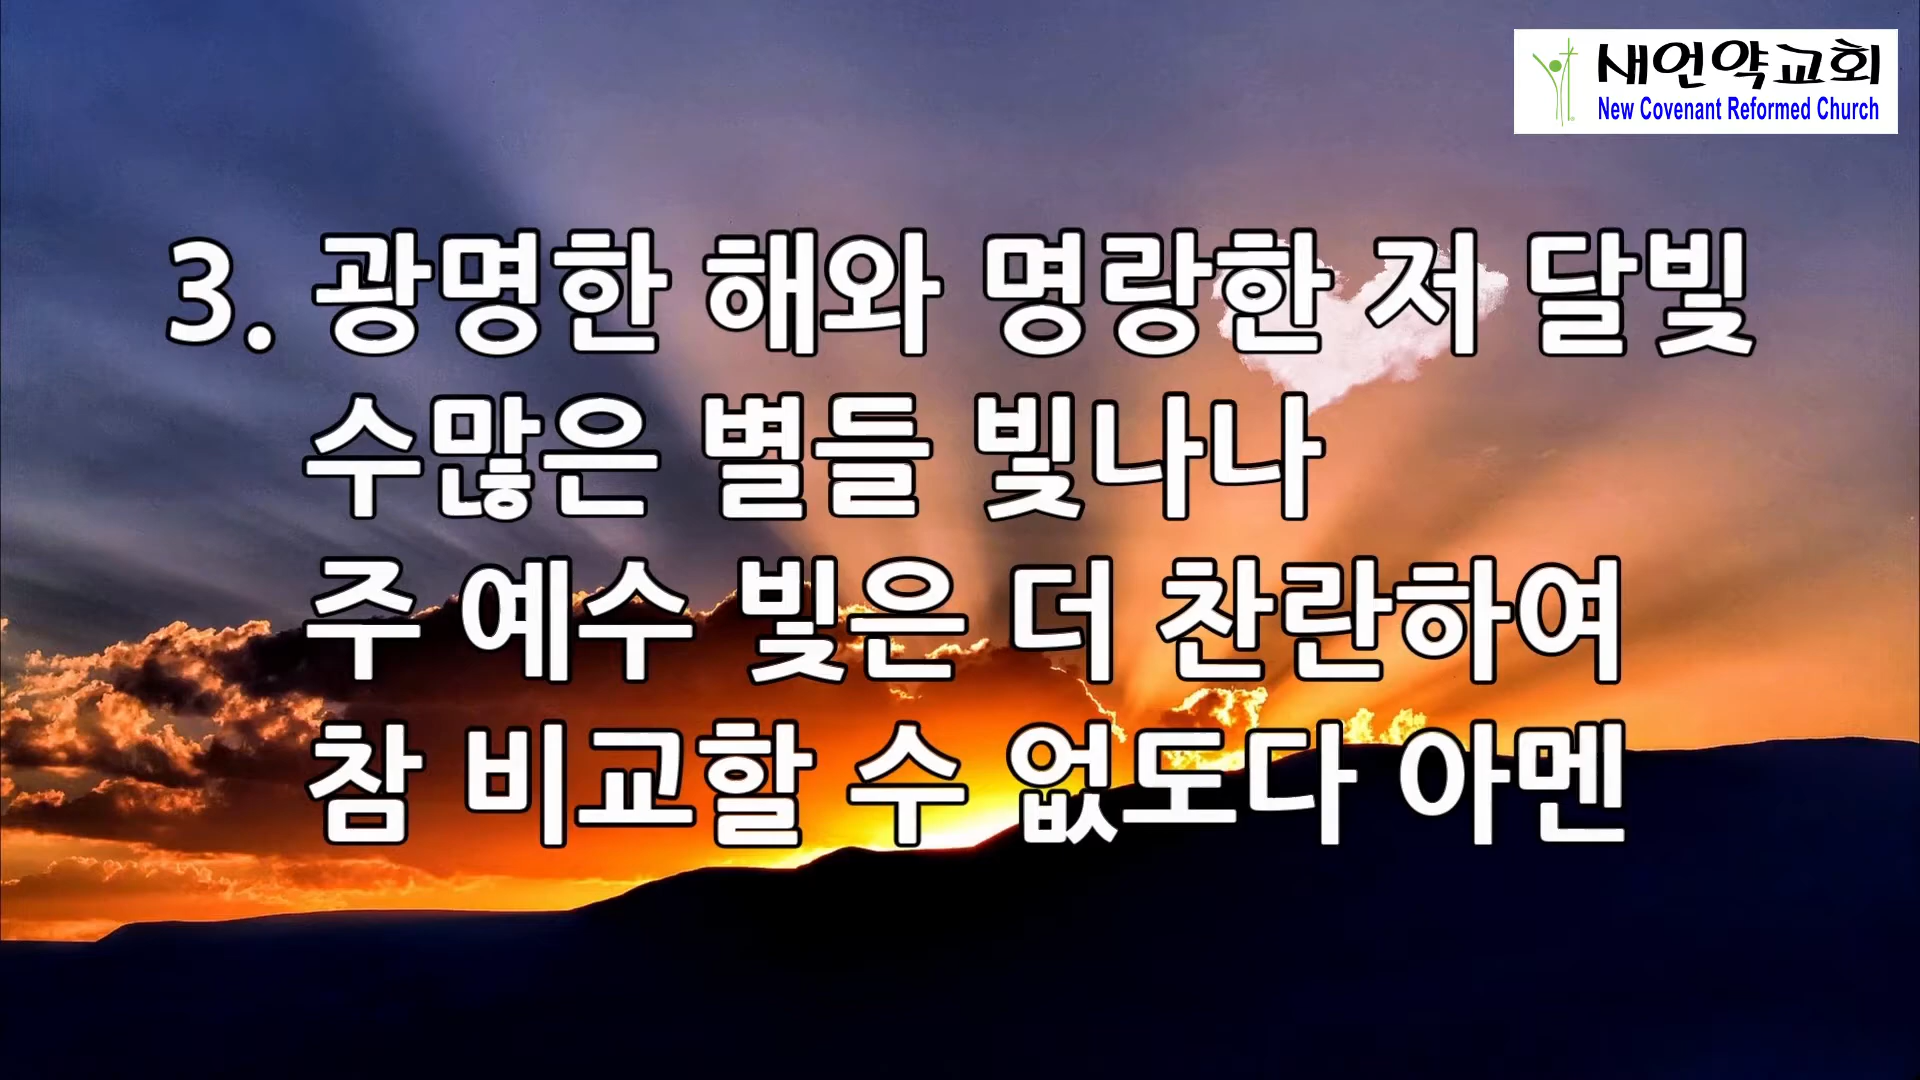 새언약교회
New Covenant Reformed Church
3. 광명한 해와 명랑한 저 달빛
수많은 별들 빛나나
주 예수 빛은 더 찬란하여
참 비교할 수 없도다 아멘